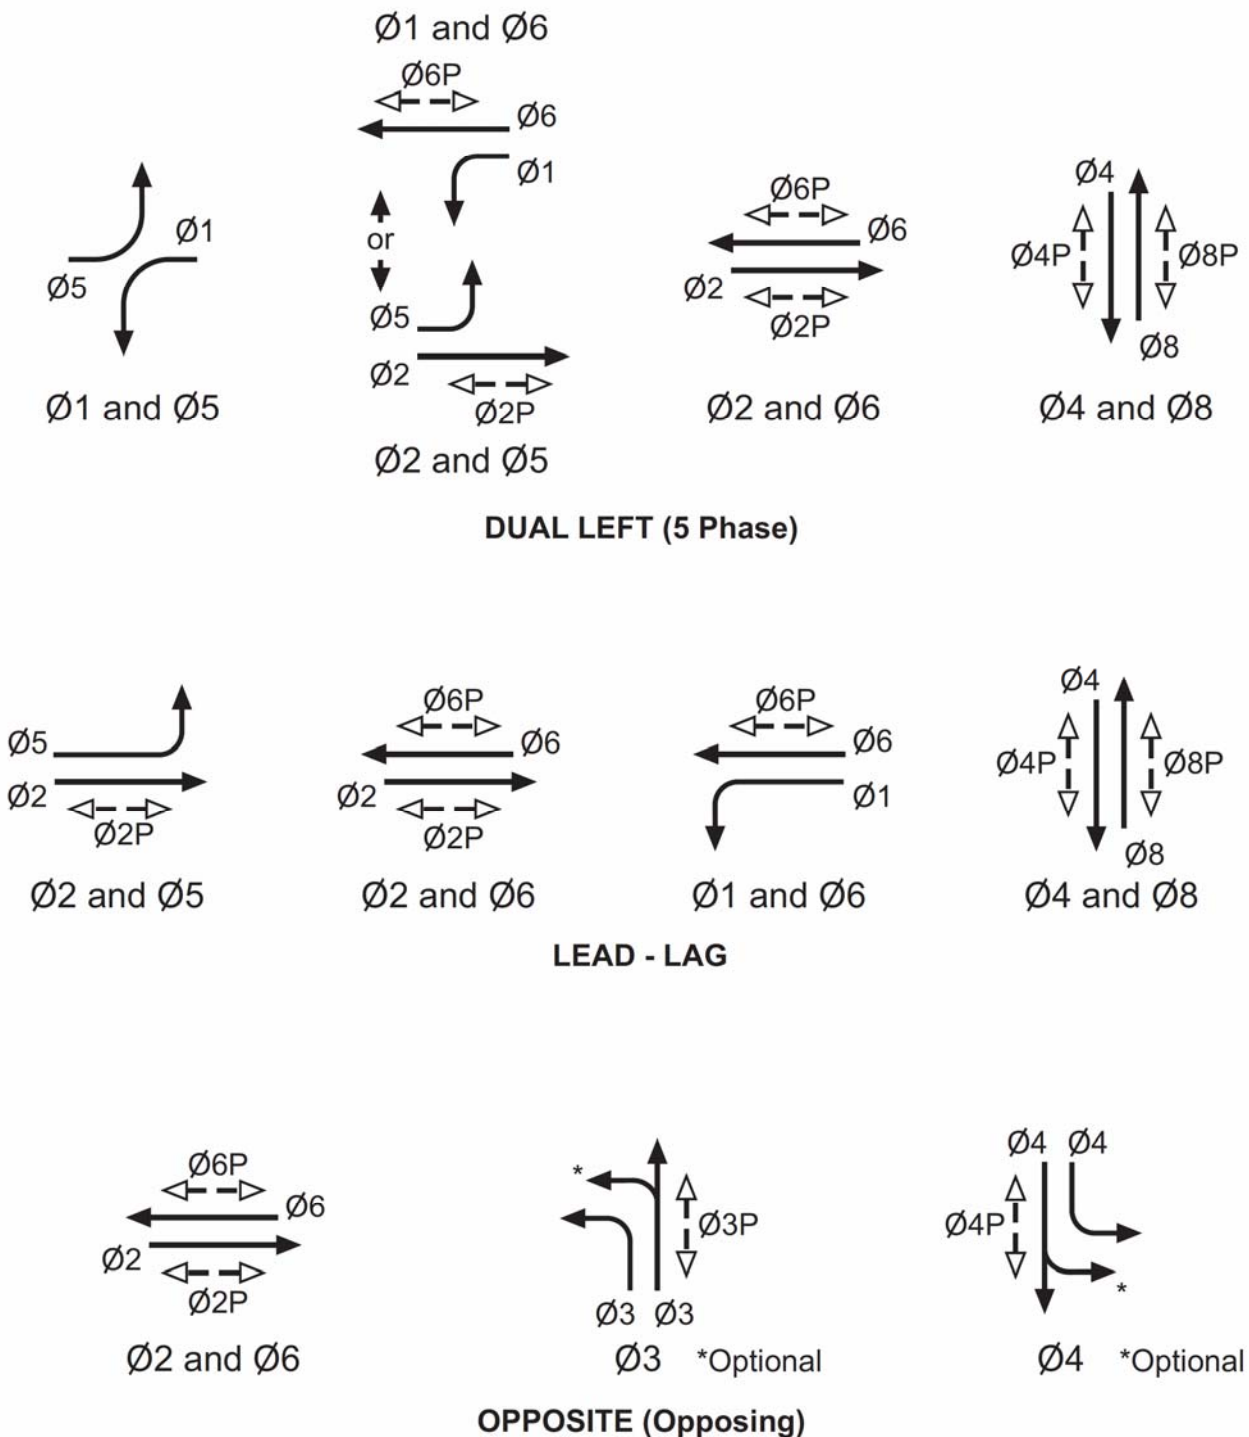 Ø1 and Ø6
Ø6P
Ø6
Ø1
or
Ø5
Ø2
Ø2P
Ø2 and Ø5
Ø1
Ø5
Ø1 and Ø5
Ø6P
Ø6
Ø2
Ø2P
Ø2 and Ø6
Ø4
Ø4P
Ø8P
Ø8
Ø4 and Ø8
DUAL LEFT (5 Phase)
Ø5
Ø2
Ø2P
Ø2 and Ø5
Ø6P
Ø6
Ø2
Ø2P
Ø2 and Ø6
Ø6P
Ø6
Ø1
Ø1 and Ø6
Ø4
Ø4P
Ø8P
Ø8
Ø4 and Ø8
LEAD - LAG
Ø6P
Ø6
Ø2
Ø2P
Ø2 and Ø6
*
Ø3P
Ø3 Ø3
Ø3 *Optional
Ø4 Ø4
Ø4P
*
Ø4 *Optional
OPPOSITE (Opposing)